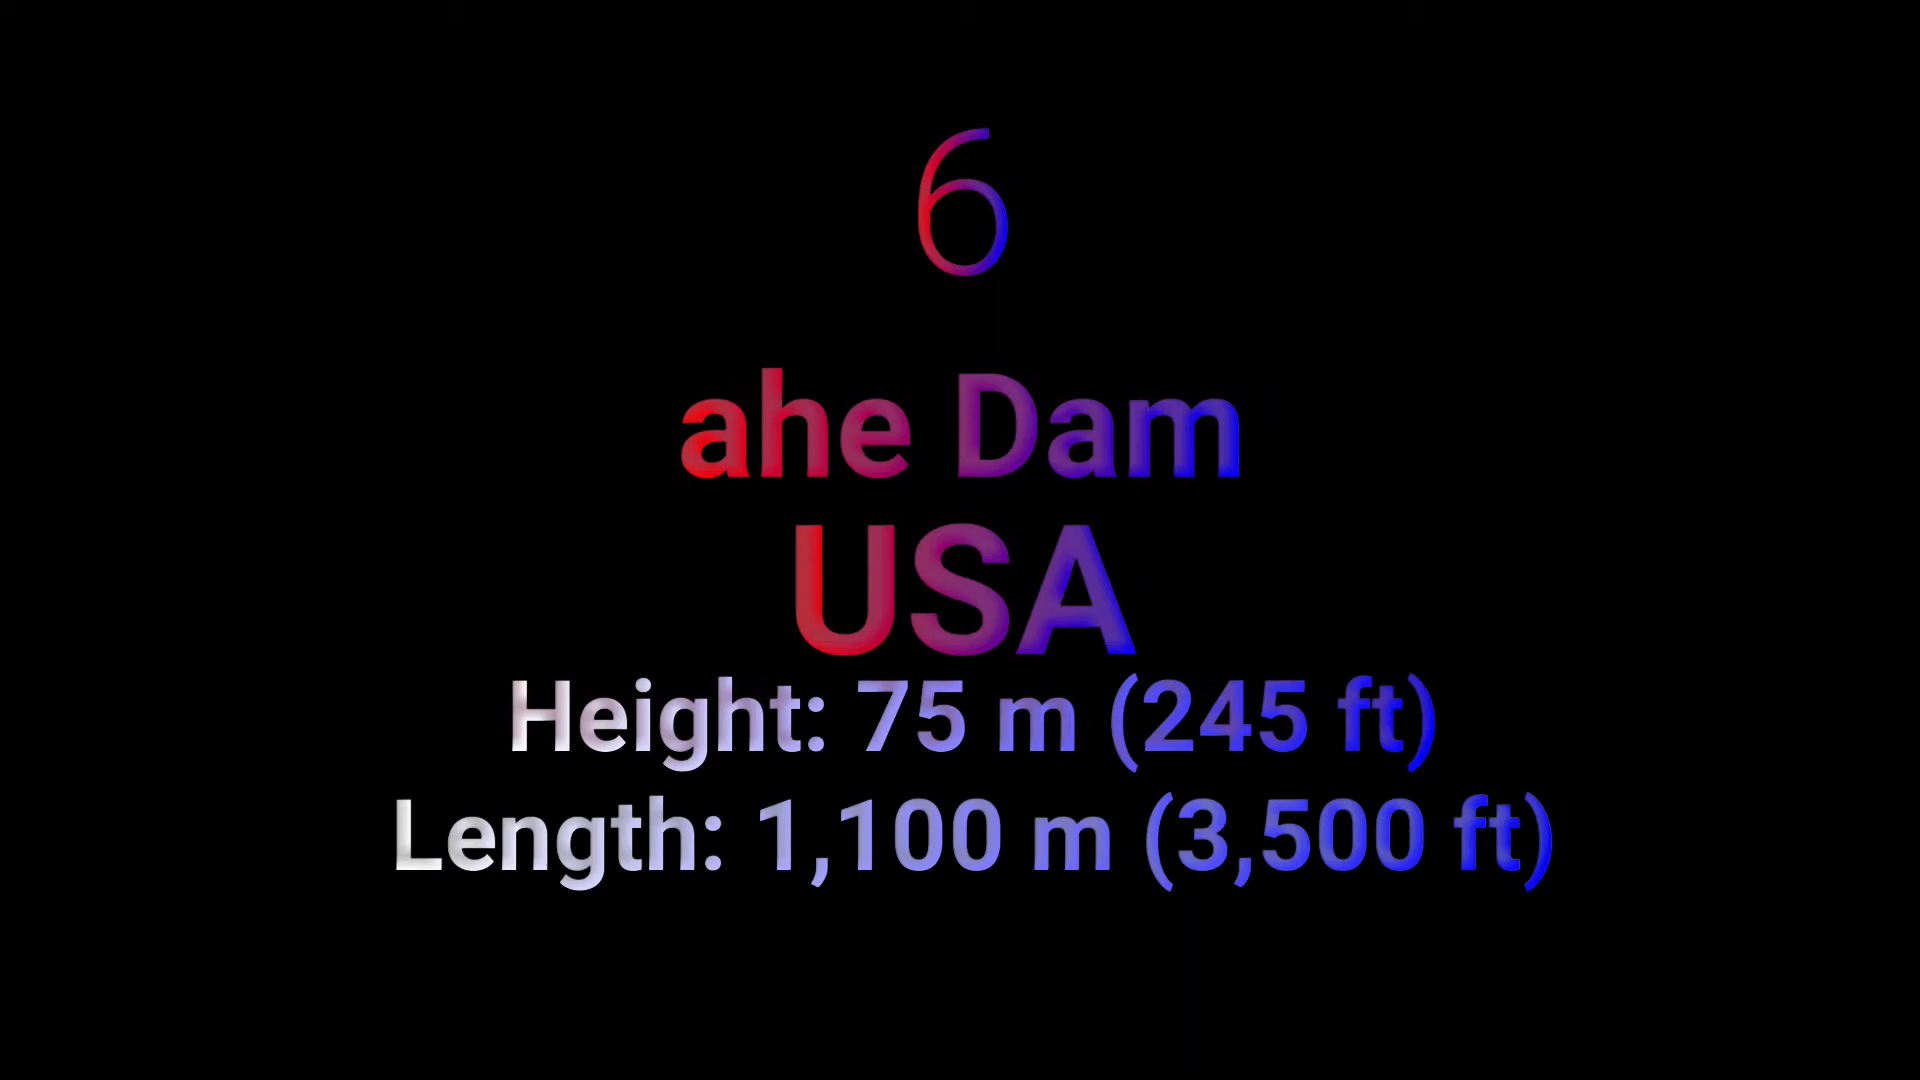 6
ahe Dam
USA
Height: 75 m (245 ft)
Length: 1,100 m (3,500 ft)